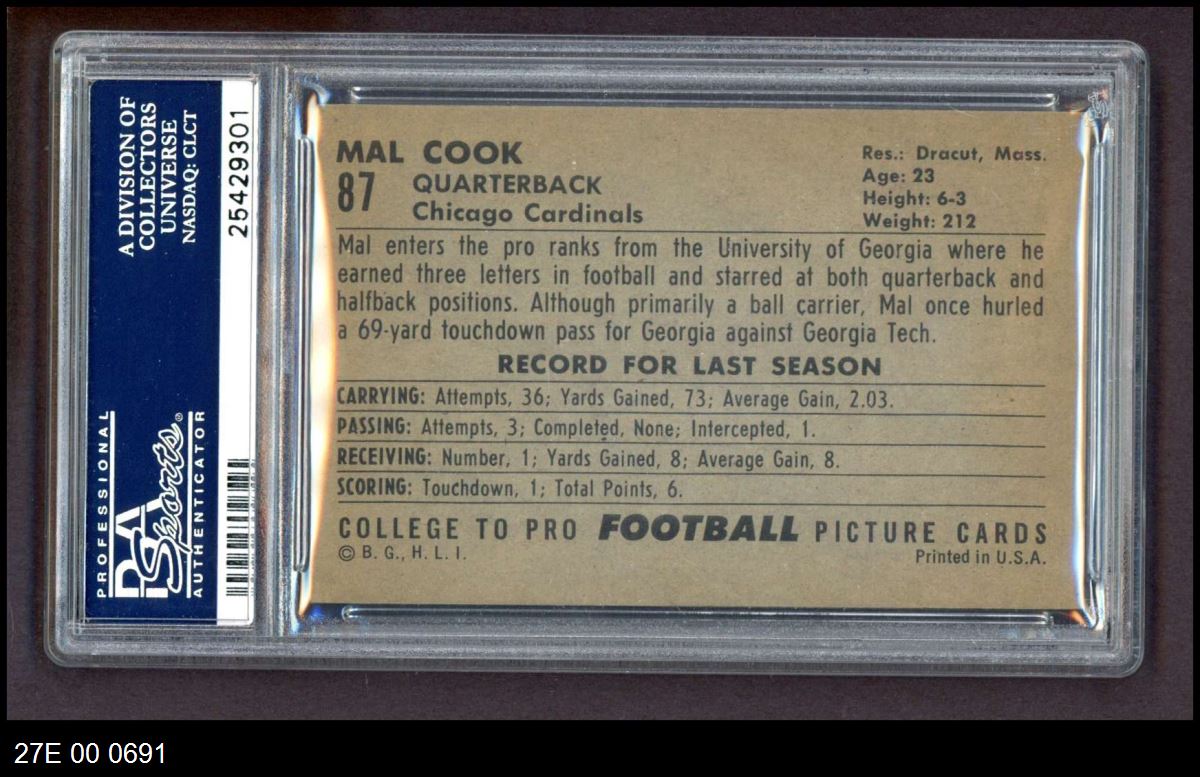 A DIVISION OF
COLLECTORS
UNIVERSE
NASDAQ: CLCT
25429301
PROFESSIONAL
PSA
Sports®
AUTHENTICATOR
MAL COOK
87
QUARTERBACK
Chicago Cardinals
Res.: Dracut, Mass.
Age: 23
Height: 6-3
Weight: 212
Mal enters the pro ranks from the University of Georgia where he
earned three letters in football and starred at both quarterback and
halfback positions. Although primarily a ball carrier, Mal once hurled
a 69-yard touchdown pass for Georgia against Georgia Tech.
RECORD FOR LAST SEASON
CARRYING: Attempts, 36; Yards Gained, 73; Average Gain, 2.03.
PASSING: Attempts, 3; Completed, None; Intercepted, 1.
RECEIVING: Number, 1; Yards Gained, 8; Average Gain, 8.
SCORING: Touchdown, 1; Total Points, 6.
COLLEGE TO PRO FOOTBALL PICTURE CARDS
© B. G., H. L. I.
Printed in U.S.A.
27E 00 0691